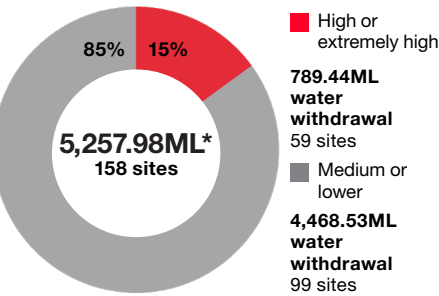 85% 15%
5,257.98ML*
158 sites
High or
extremely high
789.44ML
water
withdrawal
59 sites
Medium or
lower
4,468.53ML
water
withdrawal
99 sites